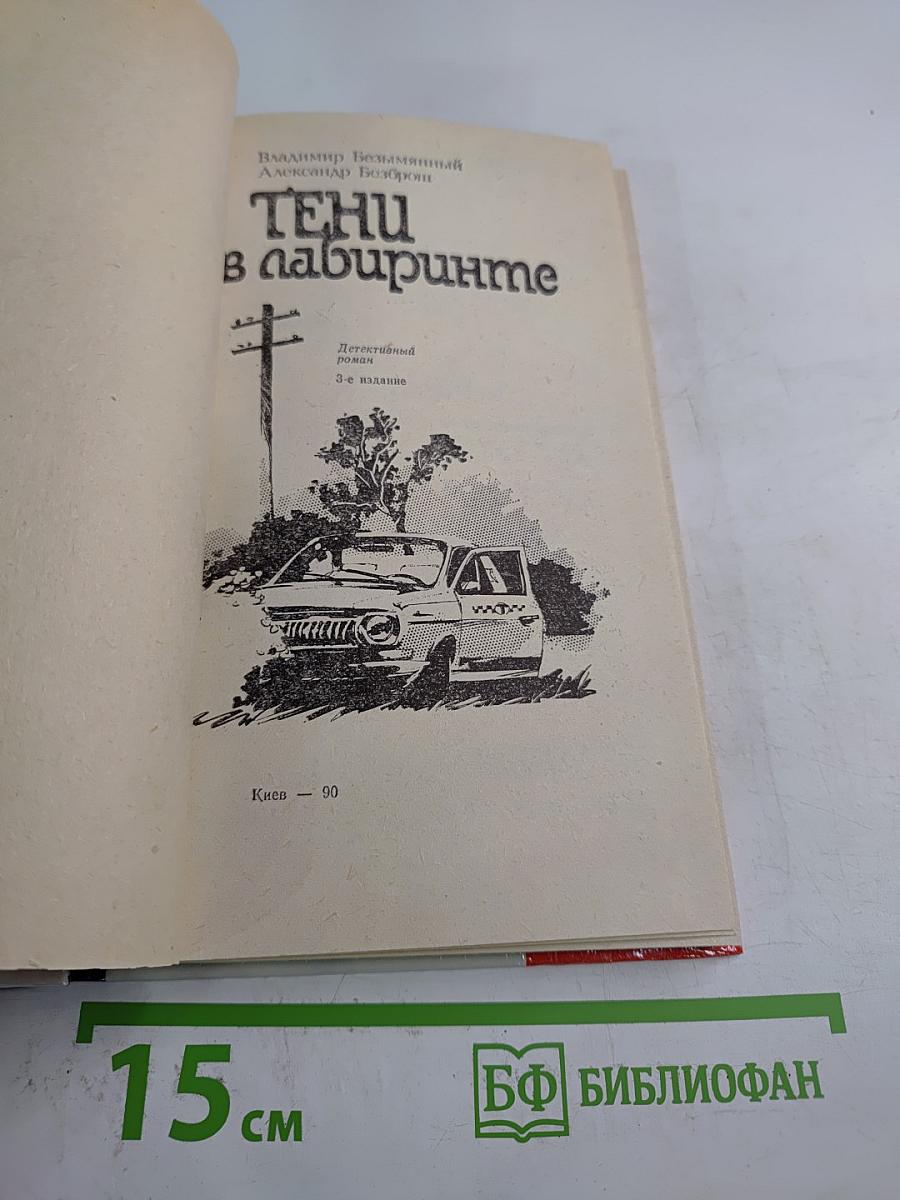 Владимир Безымянный
Александр Безброш
ТЕНИ
в лабиринте
Детективный
роман
3-е издание
Киев — 90
15 см
БФ БИБЛИОФАН